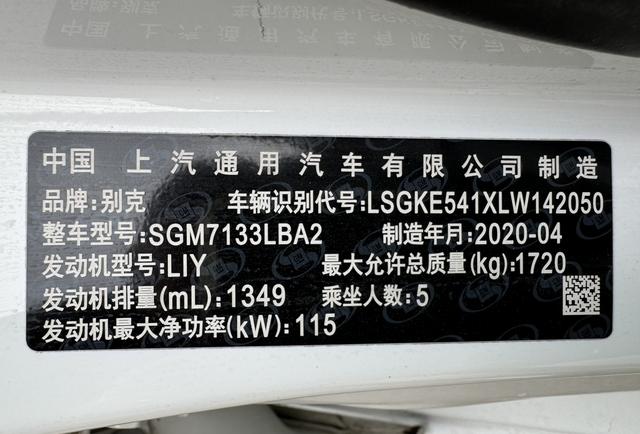 中国 上汽通用汽车有限公司制造
品牌:别克 车辆识别代号:LSGKE541XLW142050
整车型号:SGM7133LBA2 制造年月:2020-04
发动机型号:LIY 最大允许总质量(kg):1720
发动机排量(mL):1349 乘坐人数:5
发动机最大净功率(kW):115